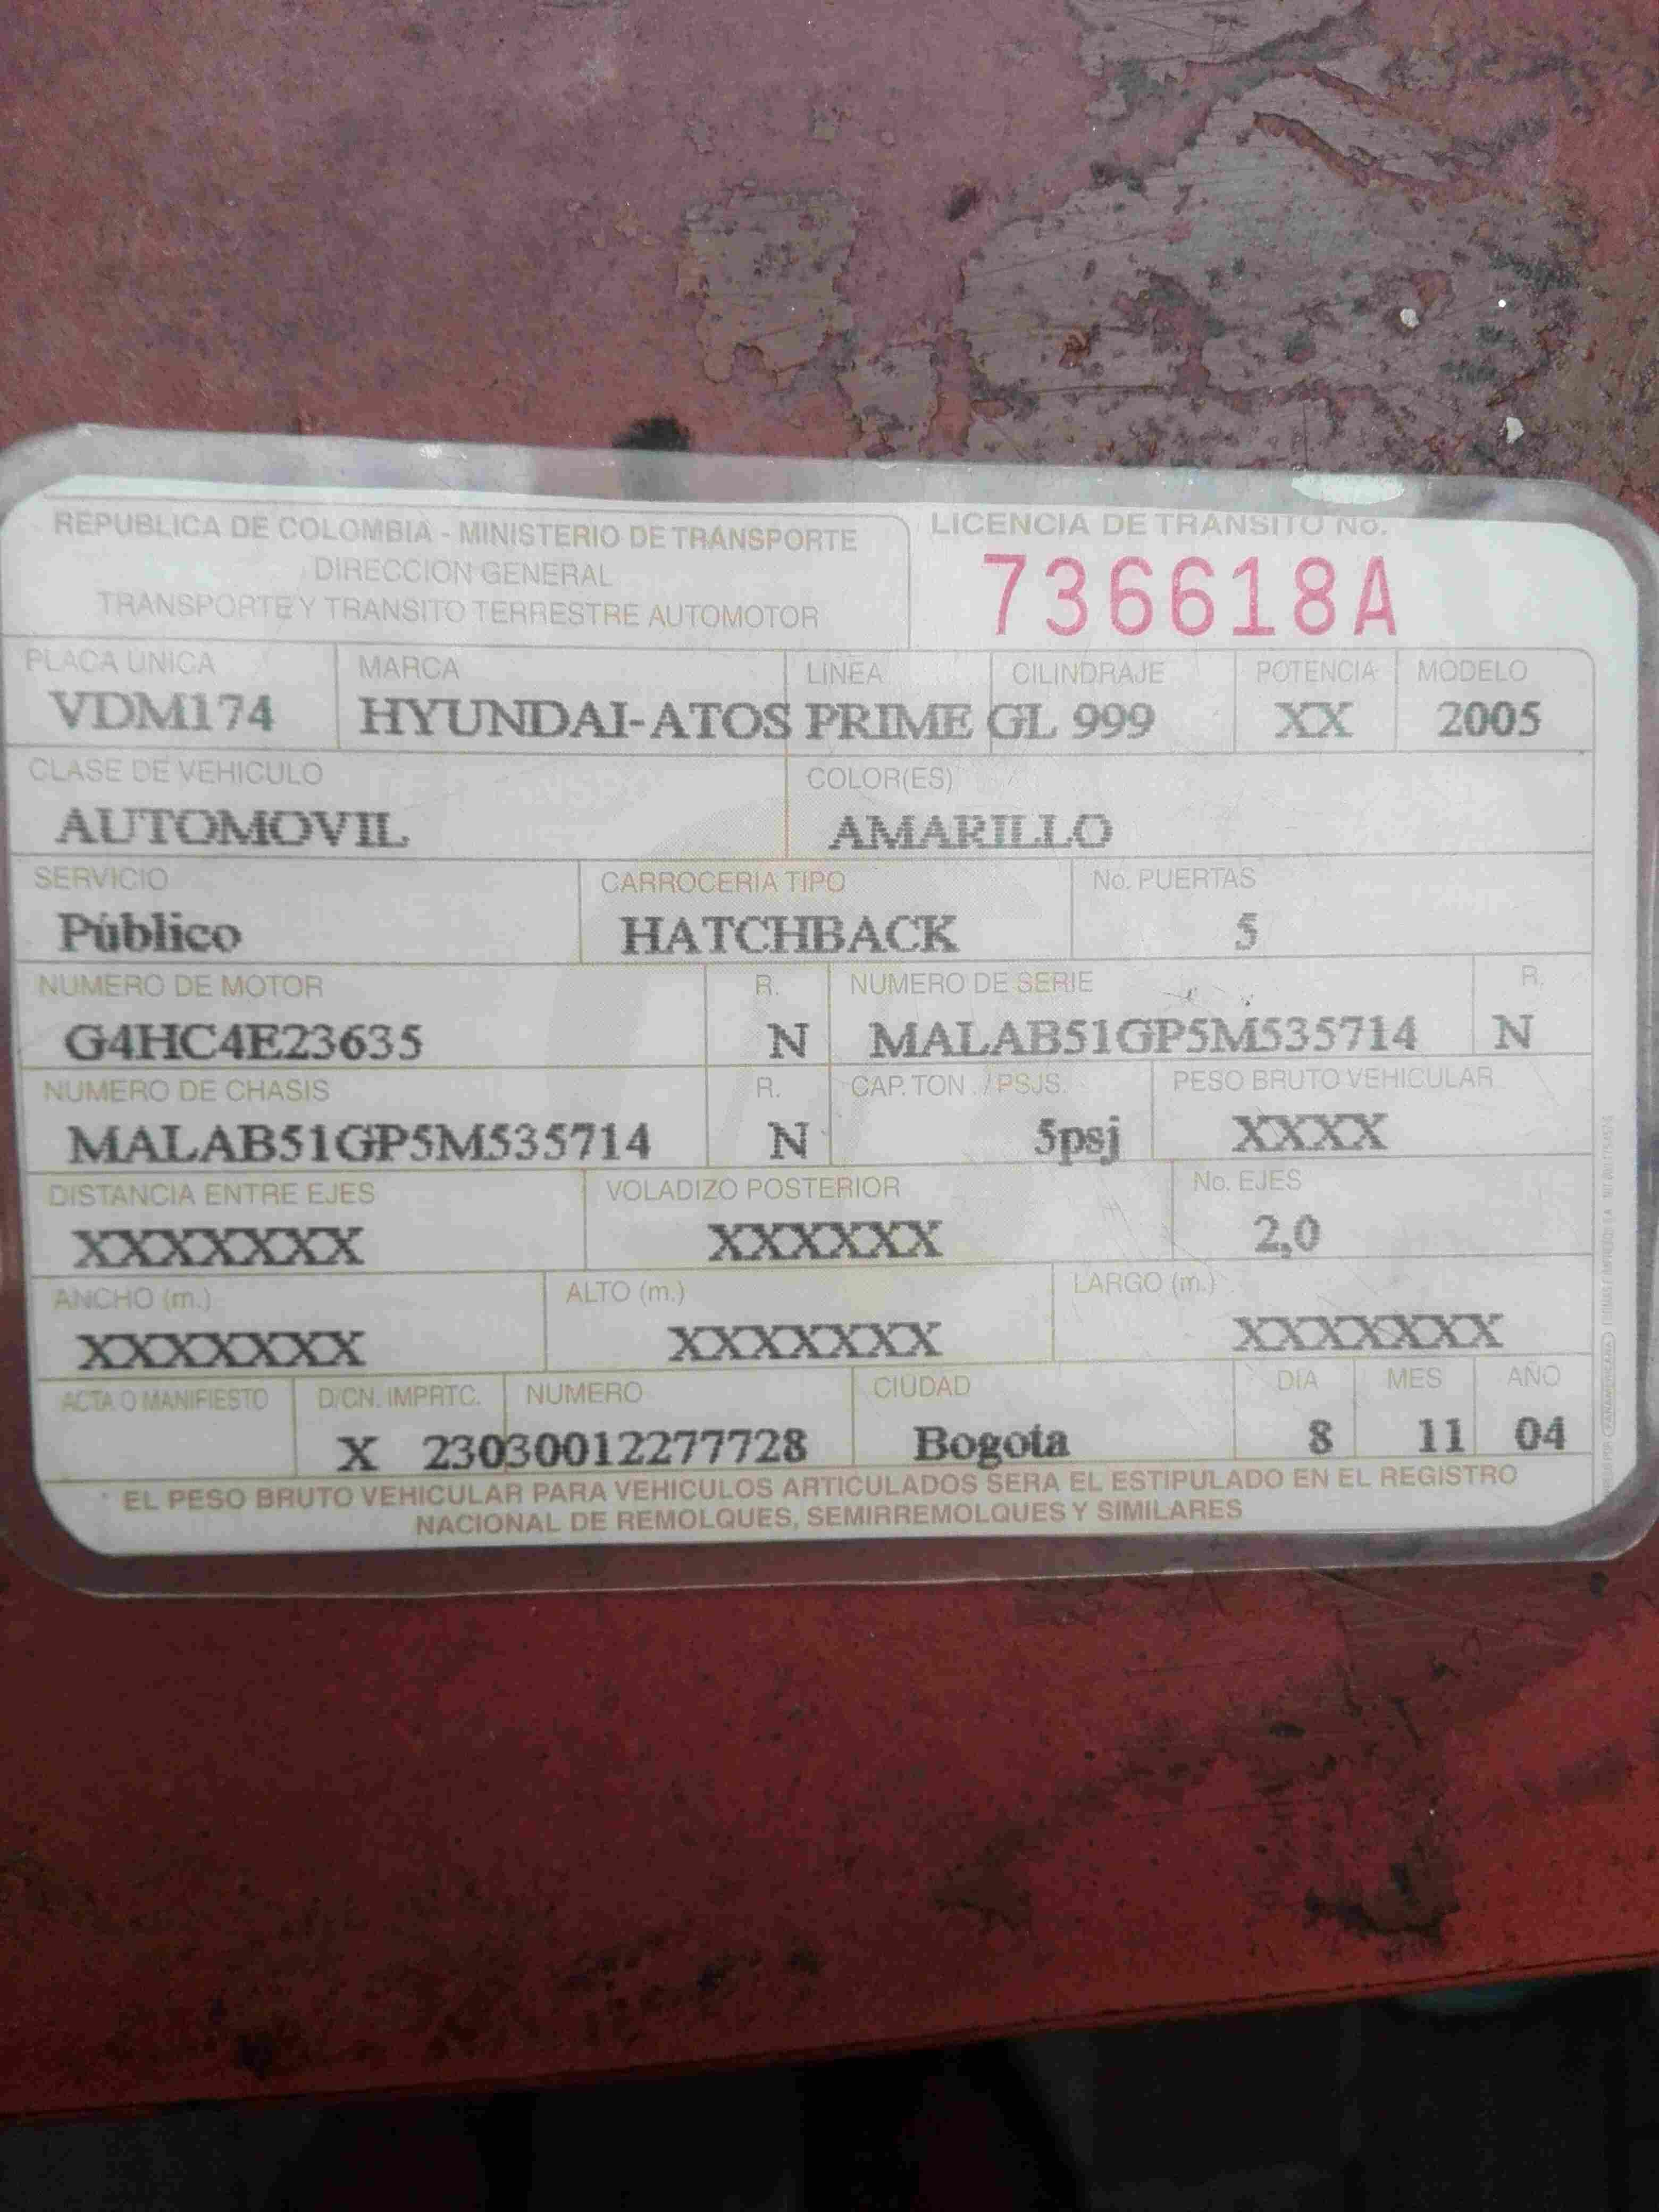 REPUBLICA DE COLOMBIA - MINISTERIO DE TRANSPORTE
DIRECCION GENERAL
TRANSPORTE Y TRANSITO TERRESTRE AUTOMOTOR
LICENCIA DE TRANSITO No.
736618A
PLACA UNICA MARCA LINEA CILINDRAJE POTENCIA MODELO
VDM174 HYUNDAI-ATOS PRIME GL 999 XX 2005
CLASE DE VEHICULO COLOR(ES)
AUTOMOVIL AMARILLO
SERVICIO CARROCERIA TIPO No. PUERTAS
Público HATCHBACK 5
NUMERO DE MOTOR R. NUMERO DE SERIE R.
G4HC4E23635 N MALAB51GP5M535714 N
NUMERO DE CHASIS R. CAP. TON. / PSJS. PESO BRUTO VEHICULAR
MALAB51GP5M535714 N 5psj XXXX
DISTANCIA ENTRE EJES VOLADIZO POSTERIOR No. EJES
XXXXXXX XXXXXX 2,0
ANCHO (m.) ALTO (m.) LARGO (m.)
XXXXXXX XXXXXXX XXXXXXX
ACTA O MANIFIESTO D/CN. IMPRTC. NUMERO CIUDAD DIA MES AÑO
X 23030012277728 Bogota 8 11 04
EL PESO BRUTO VEHICULAR PARA VEHICULOS ARTICULADOS SERA EL ESTIPULADO EN EL REGISTRO
NACIONAL DE REMOLQUES, SEMIRREMOLQUES Y SIMILARES